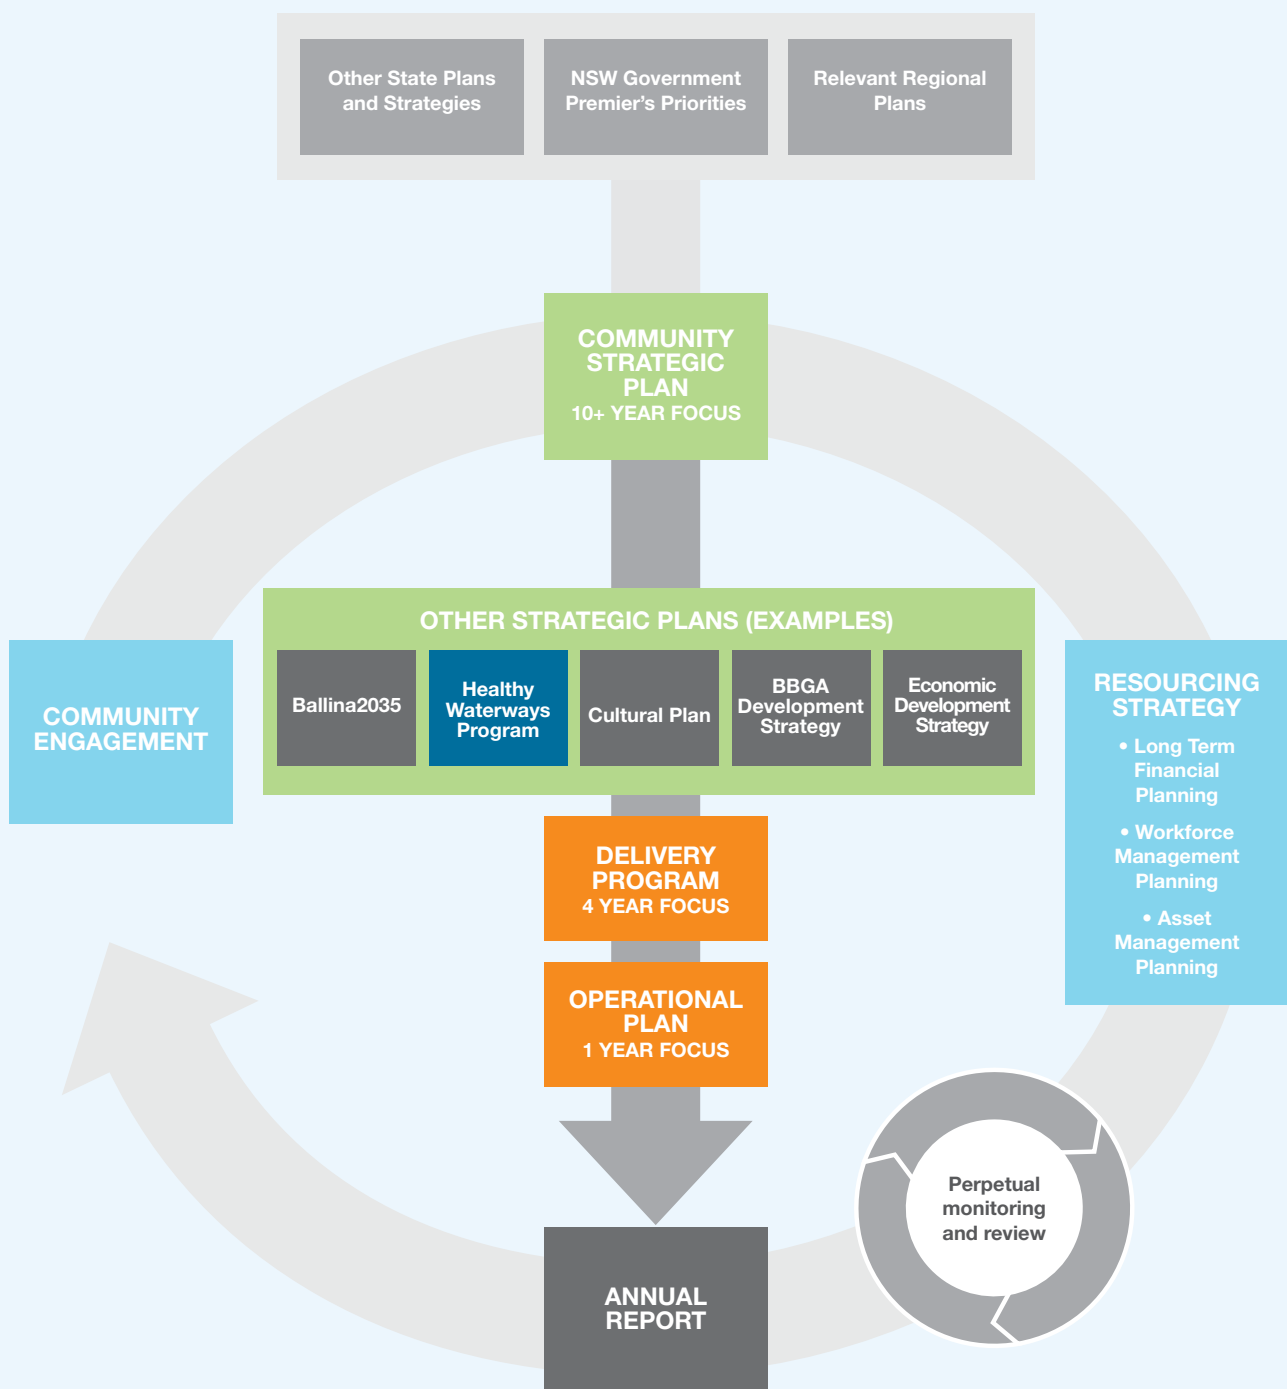 Other State Plans
and Strategies
NSW Government
Premier’s Priorities
Relevant Regional
Plans
COMMUNITY
STRATEGIC
PLAN
10+ YEAR FOCUS
OTHER STRATEGIC PLANS (EXAMPLES)
Ballina2035
Healthy
Waterways
Program
Cultural Plan
BBGA
Development
Strategy
Economic
Development
Strategy
COMMUNITY
ENGAGEMENT
RESOURCING
STRATEGY
• Long Term
Financial
Planning
• Workforce
Management
Planning
• Asset
Management
Planning
DELIVERY
PROGRAM
4 YEAR FOCUS
OPERATIONAL
PLAN
1 YEAR FOCUS
Perpetual
monitoring
and review
ANNUAL
REPORT